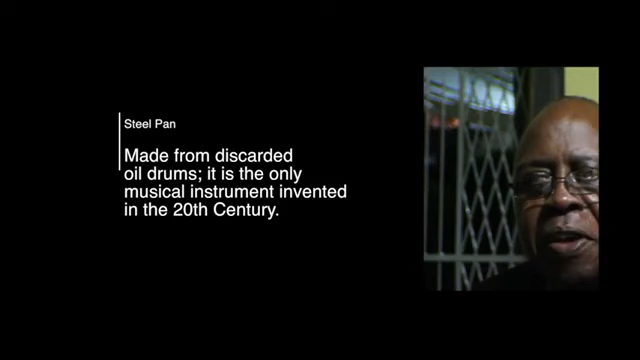 Steel Pan
Made from discarded
oil drums; it is the only
musical instrument invented
in the 20th Century.